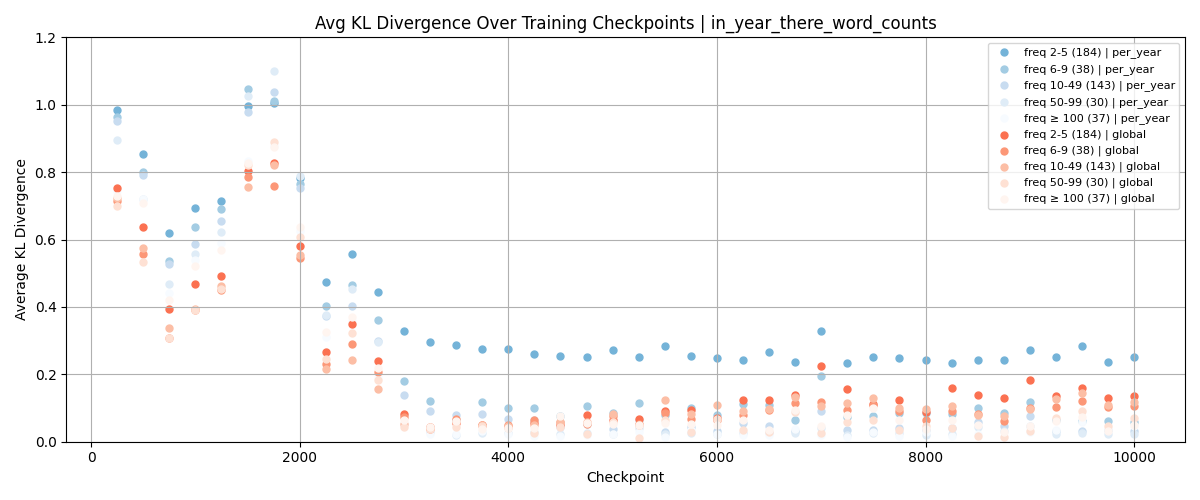 Avg KL Divergence Over Training Checkpoints | in_year_there_word_counts
1.2
1.0
0.8
0.6
0.4
0.2
0.0
Average KL Divergence
freq 2-5 (184) | per_year
freq 6-9 (38) | per_year
freq 10-49 (143) | per_year
freq 50-99 (30) | per_year
freq ≥ 100 (37) | per_year
freq 2-5 (184) | global
freq 6-9 (38) | global
freq 10-49 (143) | global
freq 50-99 (30) | global
freq ≥ 100 (37) | global
0 2000 4000 6000 8000 10000
Checkpoint